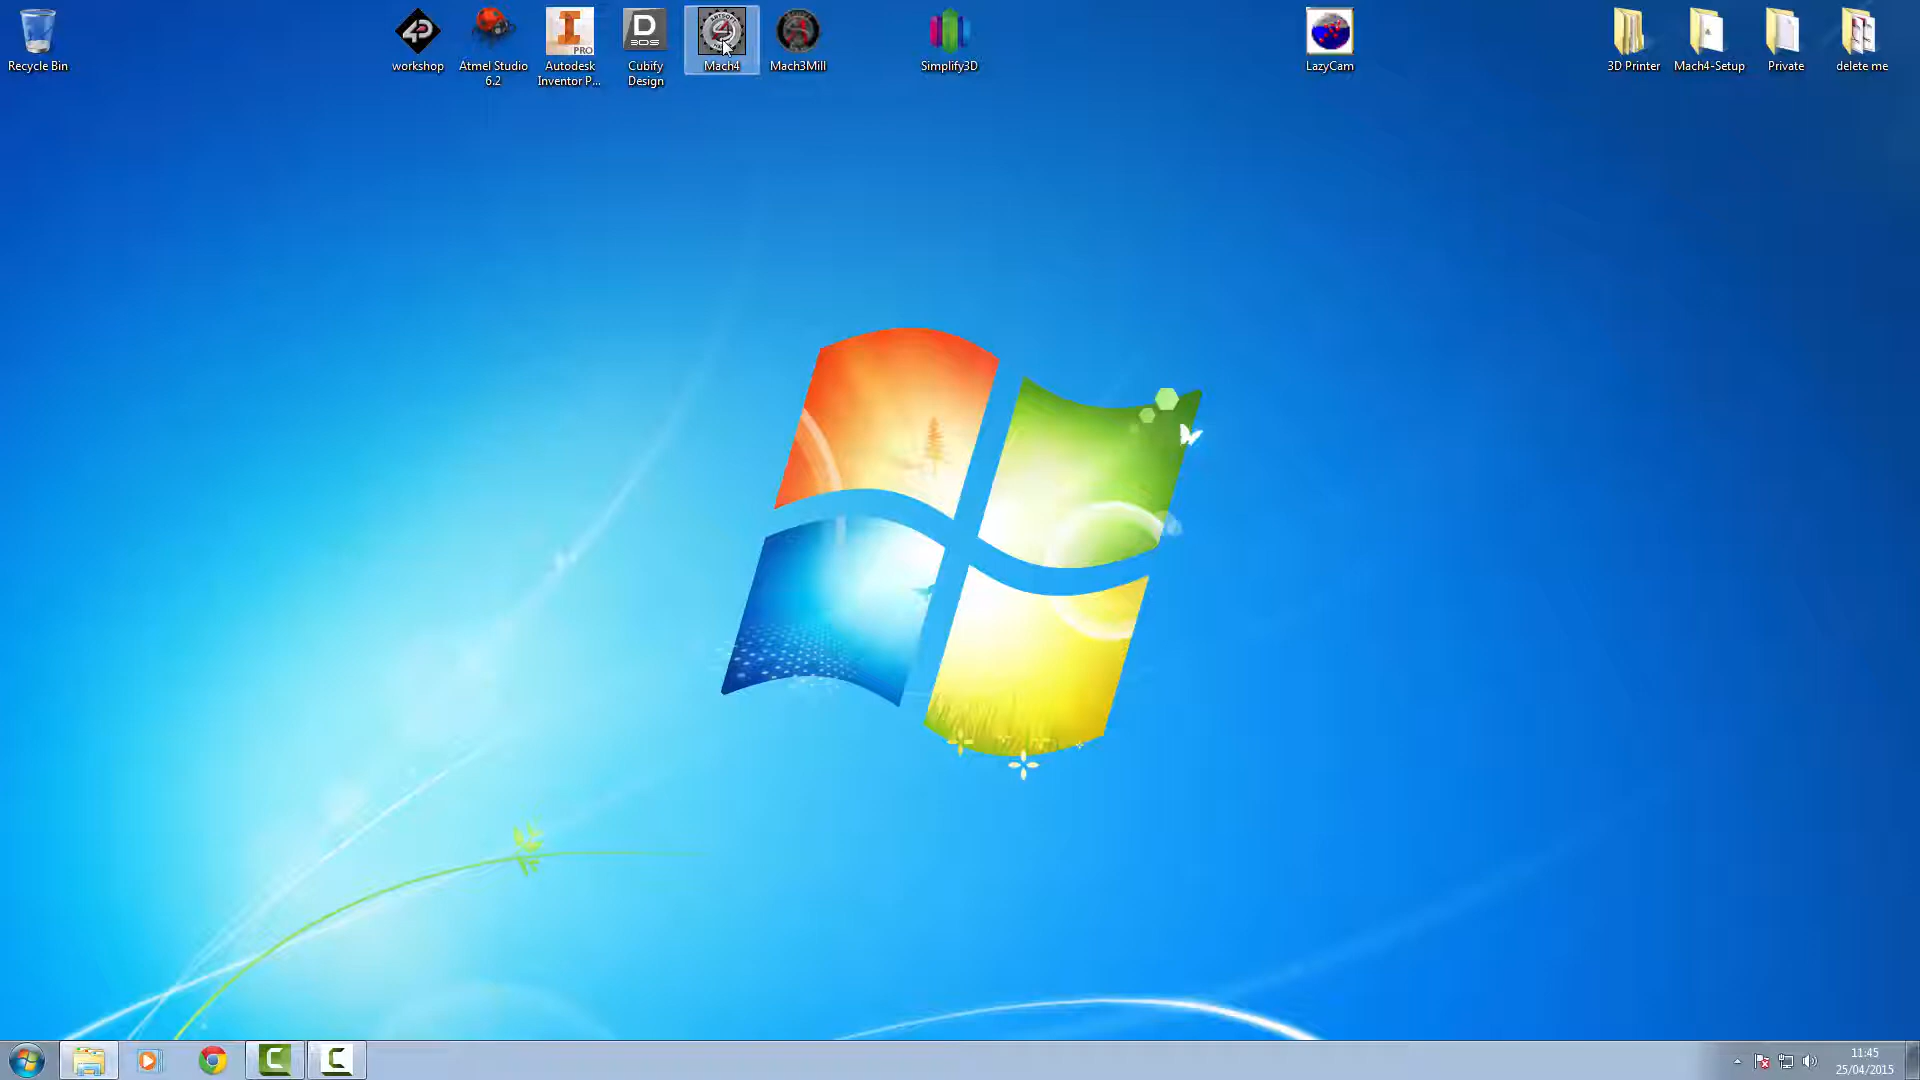 Recycle Bin
workshop
Atmel Studio
6.2
Autodesk
Inventor P...
PRO
Cubify
Design
D
3DS
Mach4
Mach3Mill
Simplify3D
LazyCam
3D Printer
Mach4-Setup
Private
delete me
11:45
25/04/2015